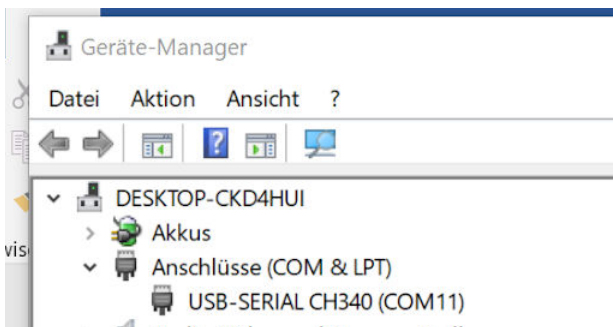 Geräte-Manager
Datei Aktion Ansicht ?
DESKTOP-CKD4HUI
Akkus
Anschlüsse (COM & LPT)
USB-SERIAL CH340 (COM11)